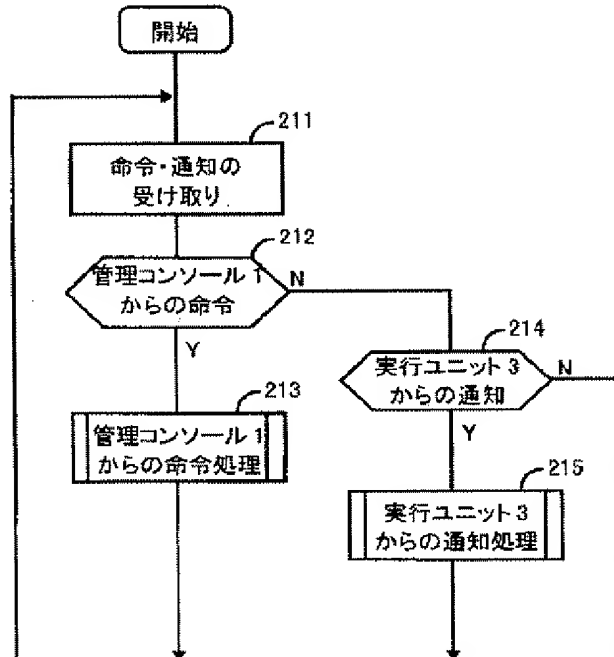 開始
211
命令・通知の
受け取り
212
管理コンソール1
からの命令
N
Y
214
実行ユニット3
からの通知
N
Y
213
管理コンソール1
からの命令処理
215
実行ユニット3
からの通知処理